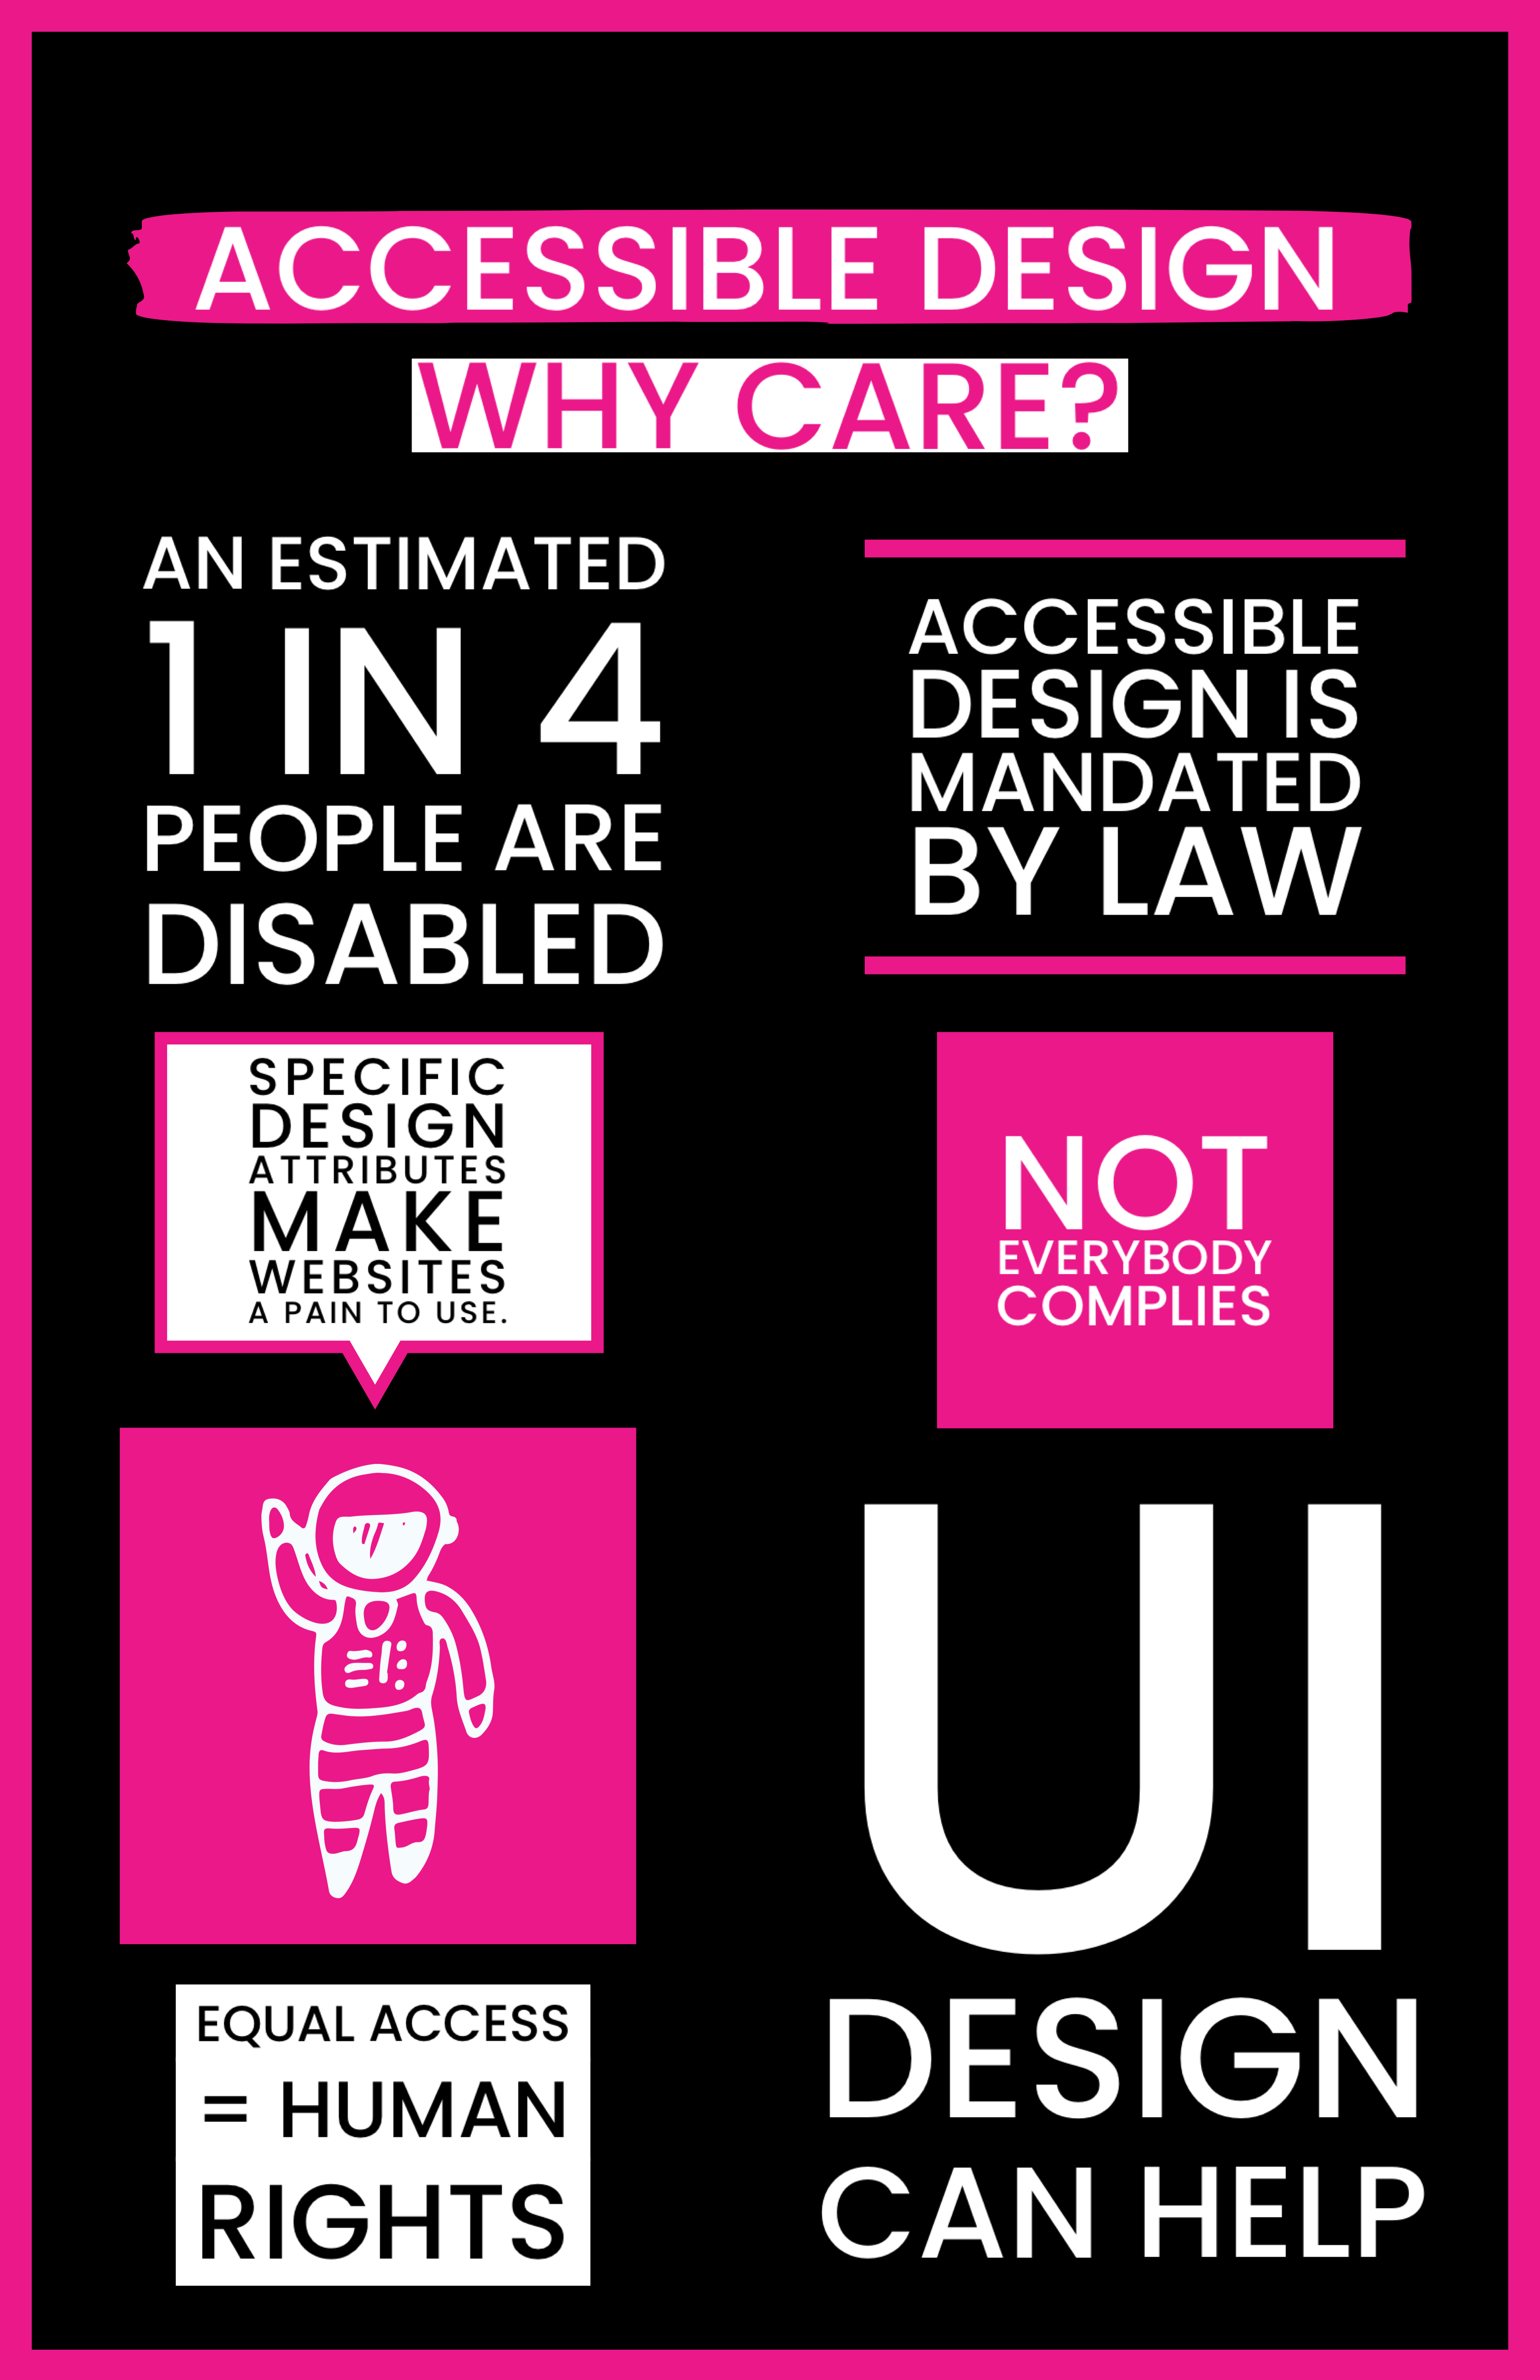 ACCESSIBLE DESIGN
WHY CARE?
AN ESTIMATED
1 IN 4
PEOPLE ARE
DISABLED
ACCESSIBLE
DESIGN IS
MANDATED
BY LAW
SPECIFIC
DESIGN
ATTRIBUTES
MAKE
WEBSITES
A PAIN TO USE.
NOT
EVERYBODY
COMPLIES
EQUAL ACCESS
= HUMAN
RIGHTS
UI
DESIGN
CAN HELP